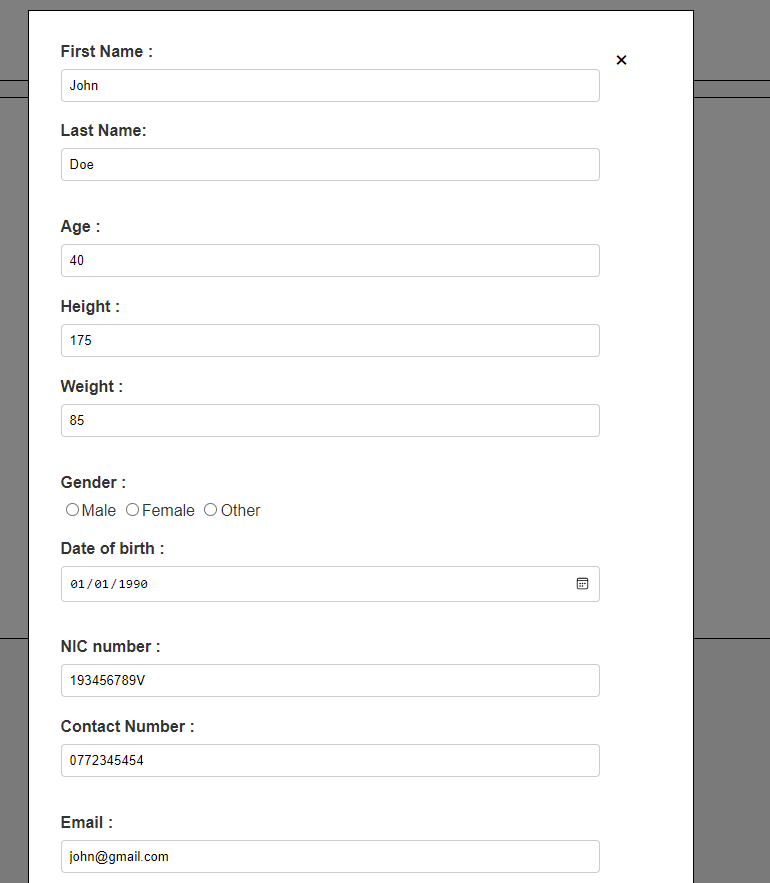 First Name :
John
Last Name:
Doe
Age :
40
Height :
175
Weight :
85
Gender :
Male Female Other
Date of birth :
01/01/1990
NIC number :
193456789V
Contact Number :
0772345454
Email :
john@gmail.com